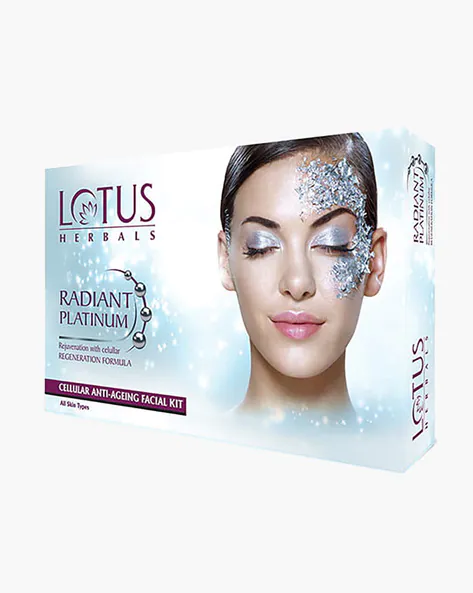 LOTUS
HERBALS
RADIANT
PLATINUM
Rejuvenation with celullar
REGENERATION FORMULA
CELLULAR ANTI-AGEING FACIAL KIT
All Skin Types
RADIANT
PLATINUM
LOTUS
HERBALS